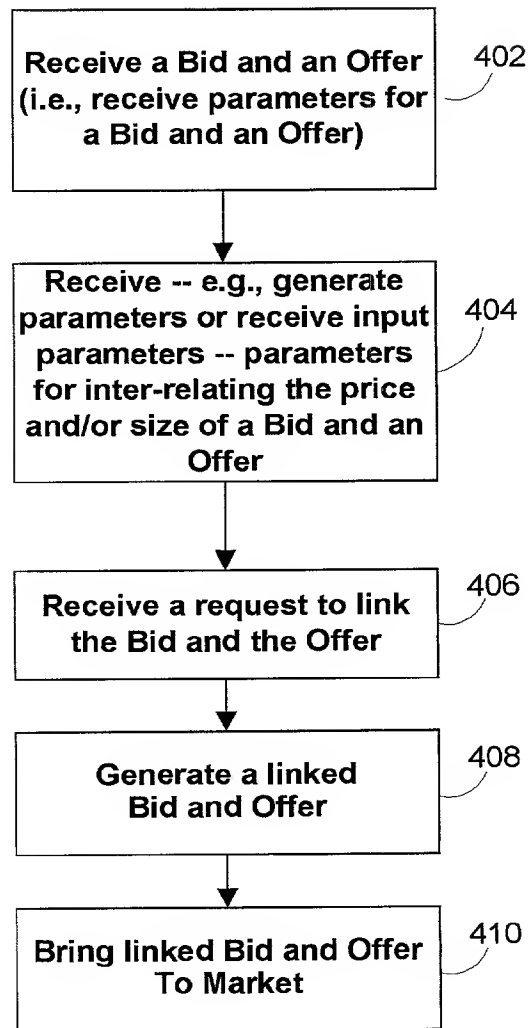 Receive a Bid and an Offer
(i.e., receive parameters for
a Bid and an Offer)
402
Receive -- e.g., generate
parameters or receive input
parameters -- parameters
for inter-relating the price
and/or size of a Bid and an
Offer
404
Receive a request to link
the Bid and the Offer
406
Generate a linked
Bid and Offer
408
Bring linked Bid and Offer
To Market
410